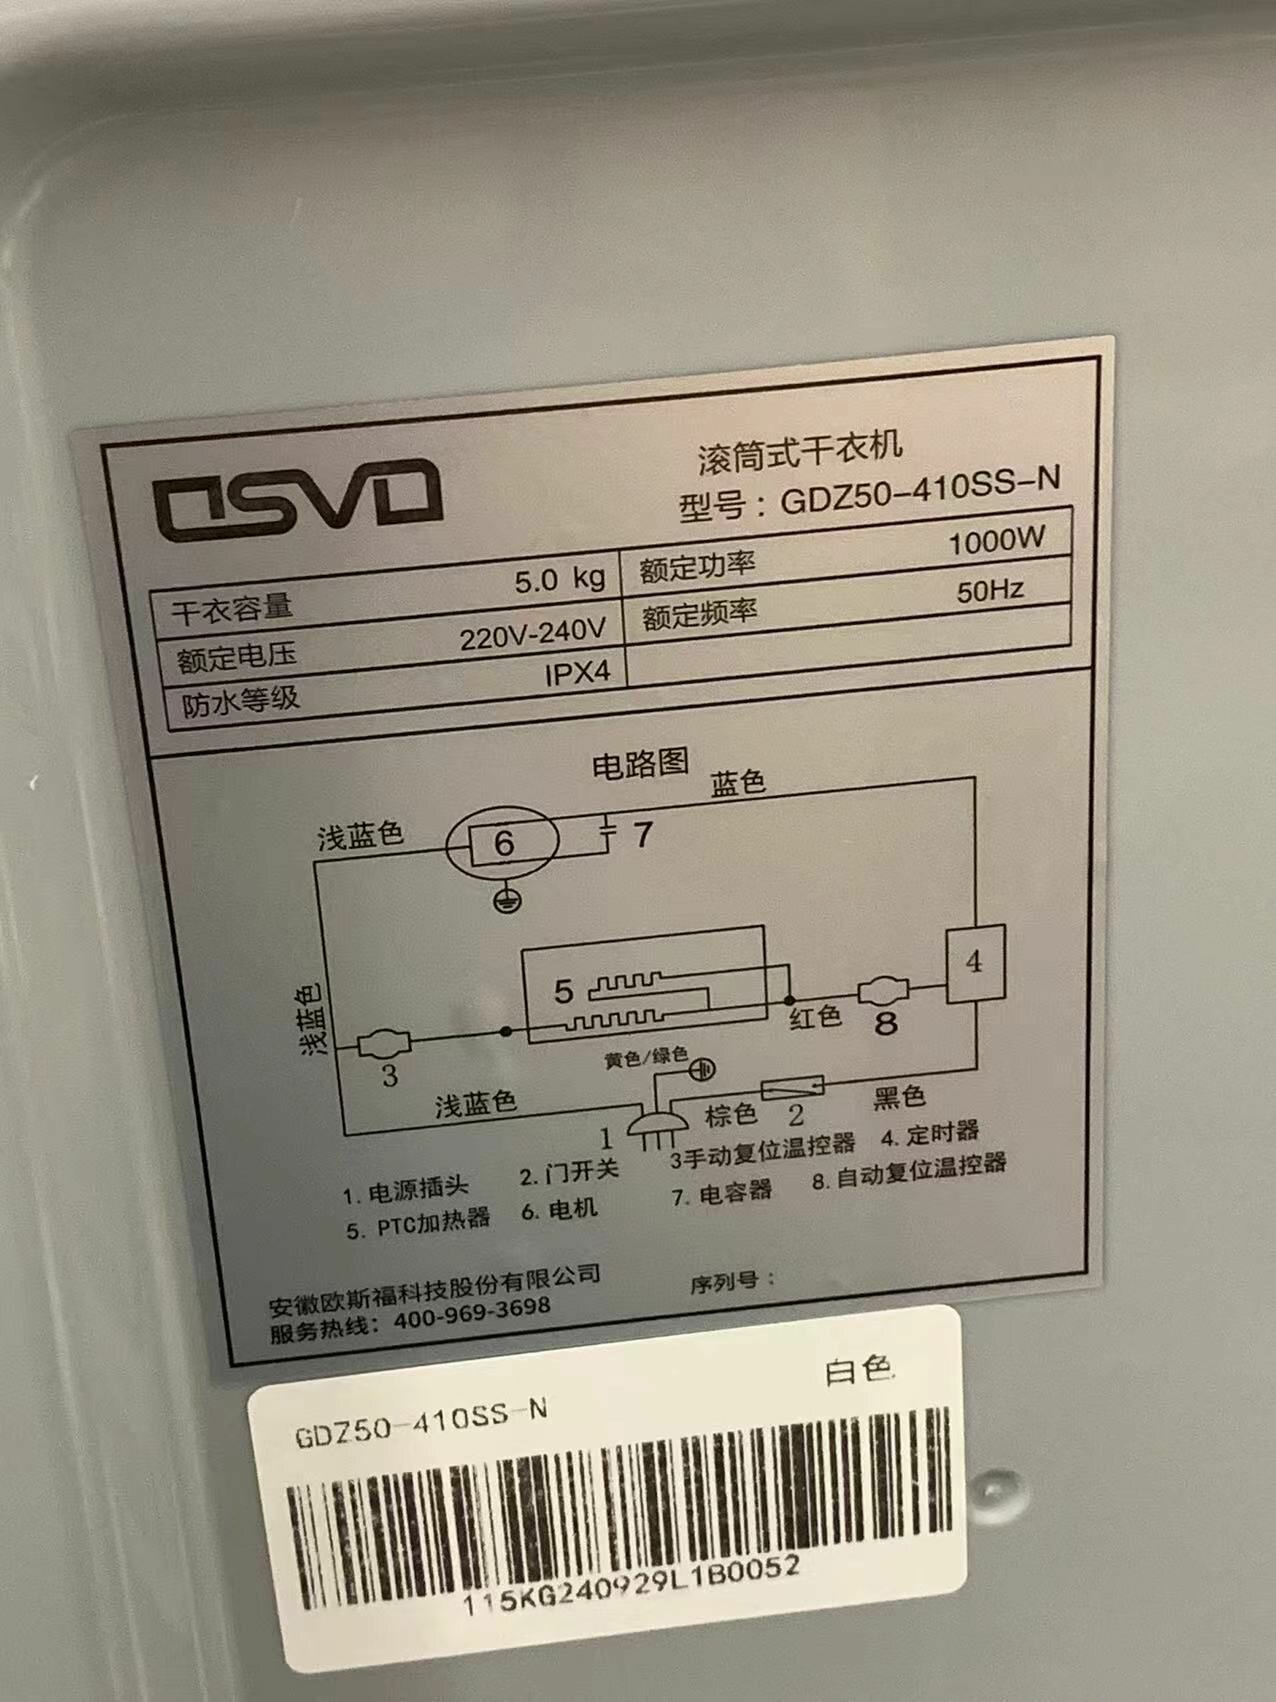 OSVO
滚筒式干衣机
型号：GDZ50-410SS-N
干衣容量 5.0 kg 额定功率 1000W
额定电压 220V-240V 额定频率 50Hz
防水等级 IPX4
电路图
浅蓝色 6 7 蓝色
浅蓝色 3 5 红色 8 4
黄色/绿色
浅蓝色 1 棕色 2 黑色
1. 电源插头 2. 门开关 3手动复位温控器 4. 定时器
5. PTC加热器 6. 电机 7. 电容器 8. 自动复位温控器
安徽欧斯福科技股份有限公司 序列号：
服务热线：400-969-3698
GDZ50-410SS-N 白色
115KG240929L1B0052